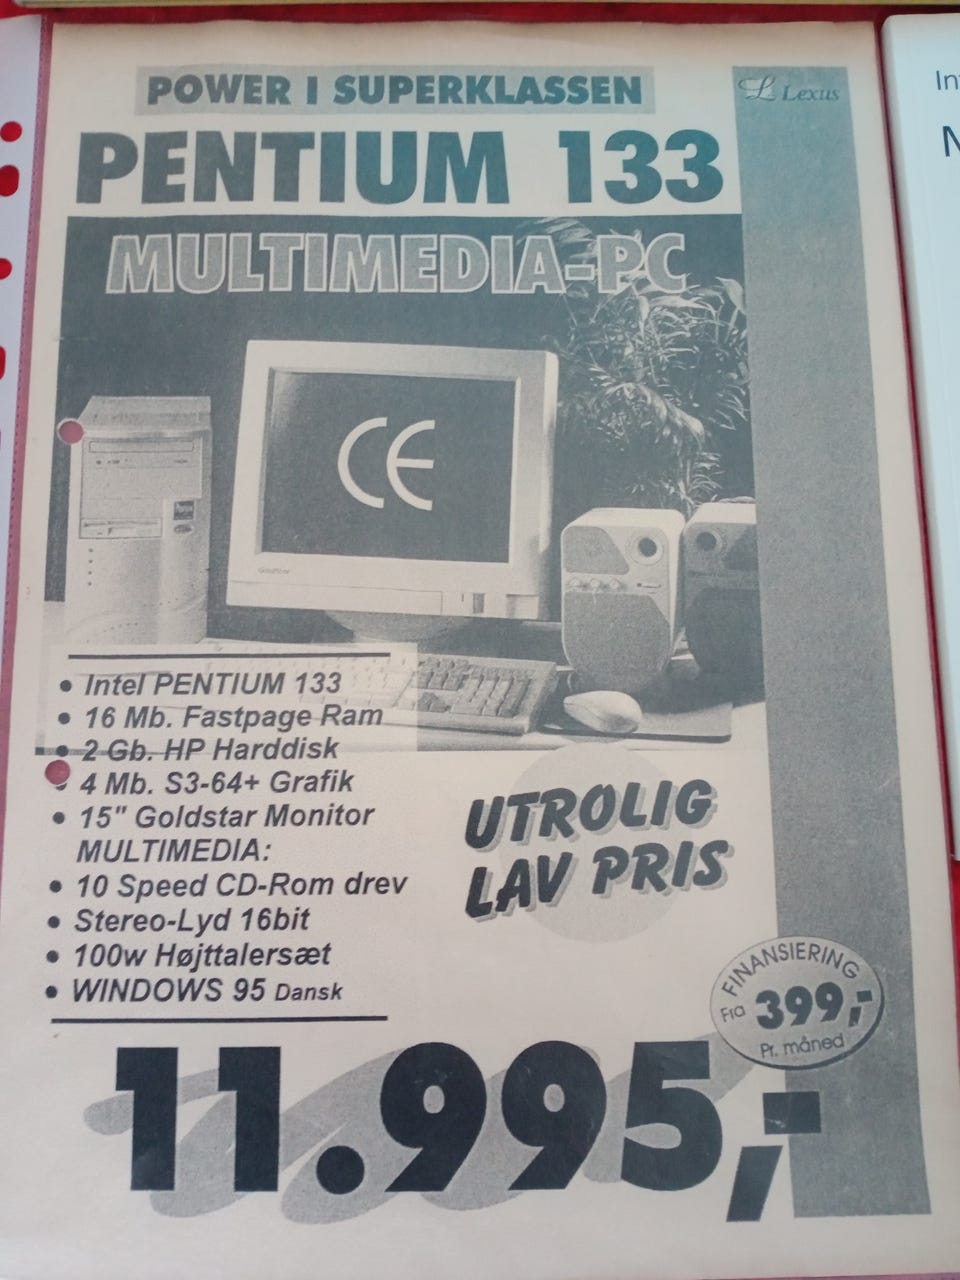 POWER I SUPERKLASSEN
Lexus
PENTIUM 133
MULTIMEDIA-PC
CE
GoldStar
• Intel PENTIUM 133
• 16 Mb. Fastpage Ram
• 2 Gb. HP Harddisk
• 4 Mb. S3-64+ Grafik
• 15" Goldstar Monitor
MULTIMEDIA:
• 10 Speed CD-Rom drev
• Stereo-Lyd 16bit
• 100w Højttalersæt
• WINDOWS 95 Dansk
UTROLIG
LAV PRIS
FINANSIERING
Fra 399,-
Pr. måned
11.995,-